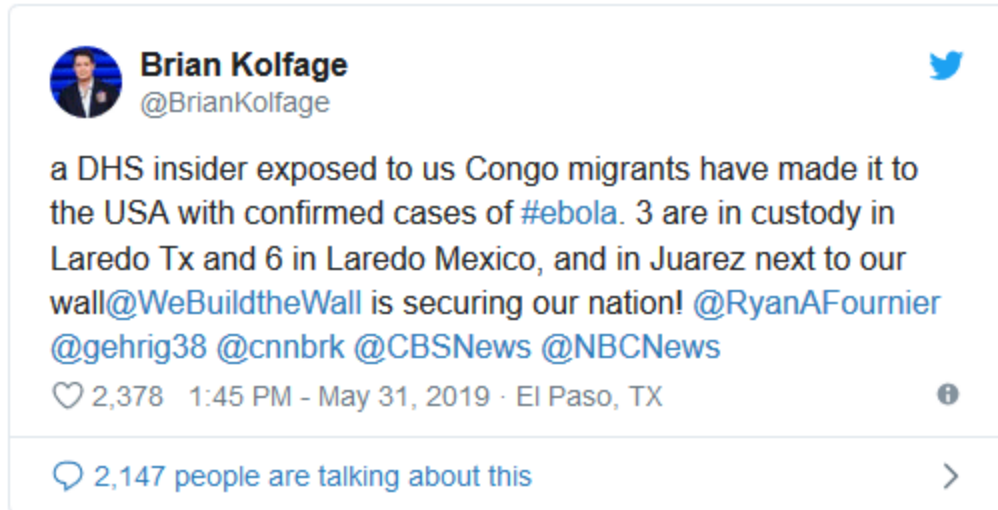 Brian Kolfage
@BrianKolfage
a DHS insider exposed to us Congo migrants have made it to
the USA with confirmed cases of #ebola. 3 are in custody in
Laredo Tx and 6 in Laredo Mexico, and in Juarez next to our
wall@WeBuildtheWall is securing our nation! @RyanAFournier
@gehrig38 @cnnbrk @CBSNews @NBCNews
2,378 1:45 PM - May 31, 2019 · El Paso, TX
2,147 people are talking about this